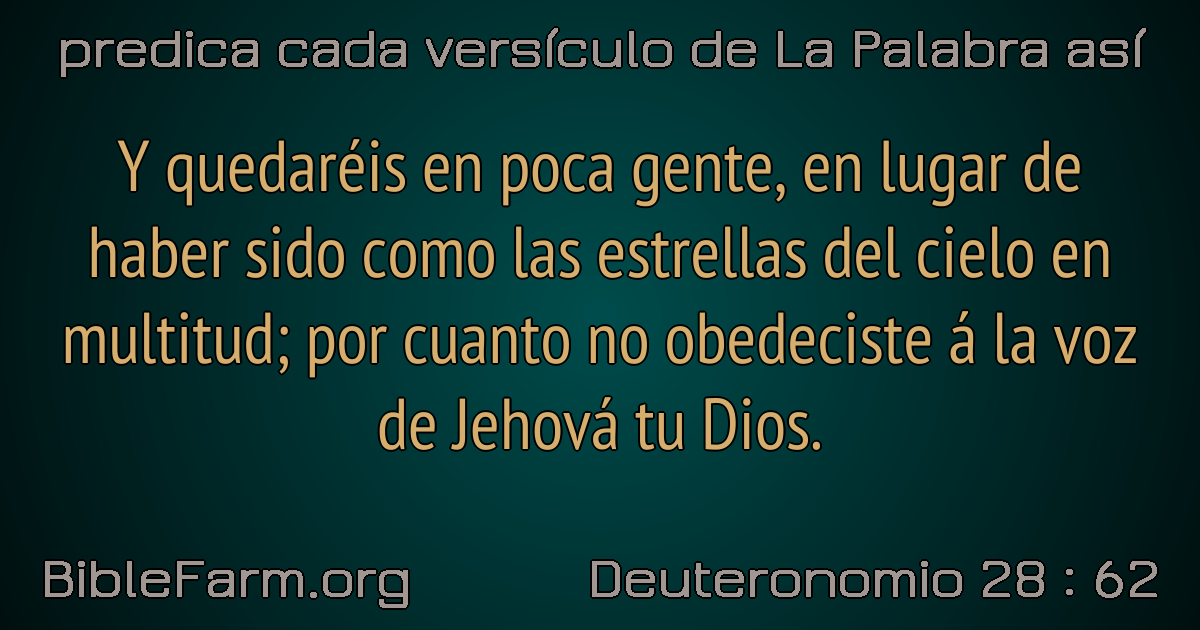 predica cada versículo de La Palabra así
Y quedaréis en poca gente, en lugar de
haber sido como las estrellas del cielo en
multitud; por cuanto no obedeciste á la voz
de Jehová tu Dios.
BibleFarm.org
Deuteronomio 28 : 62